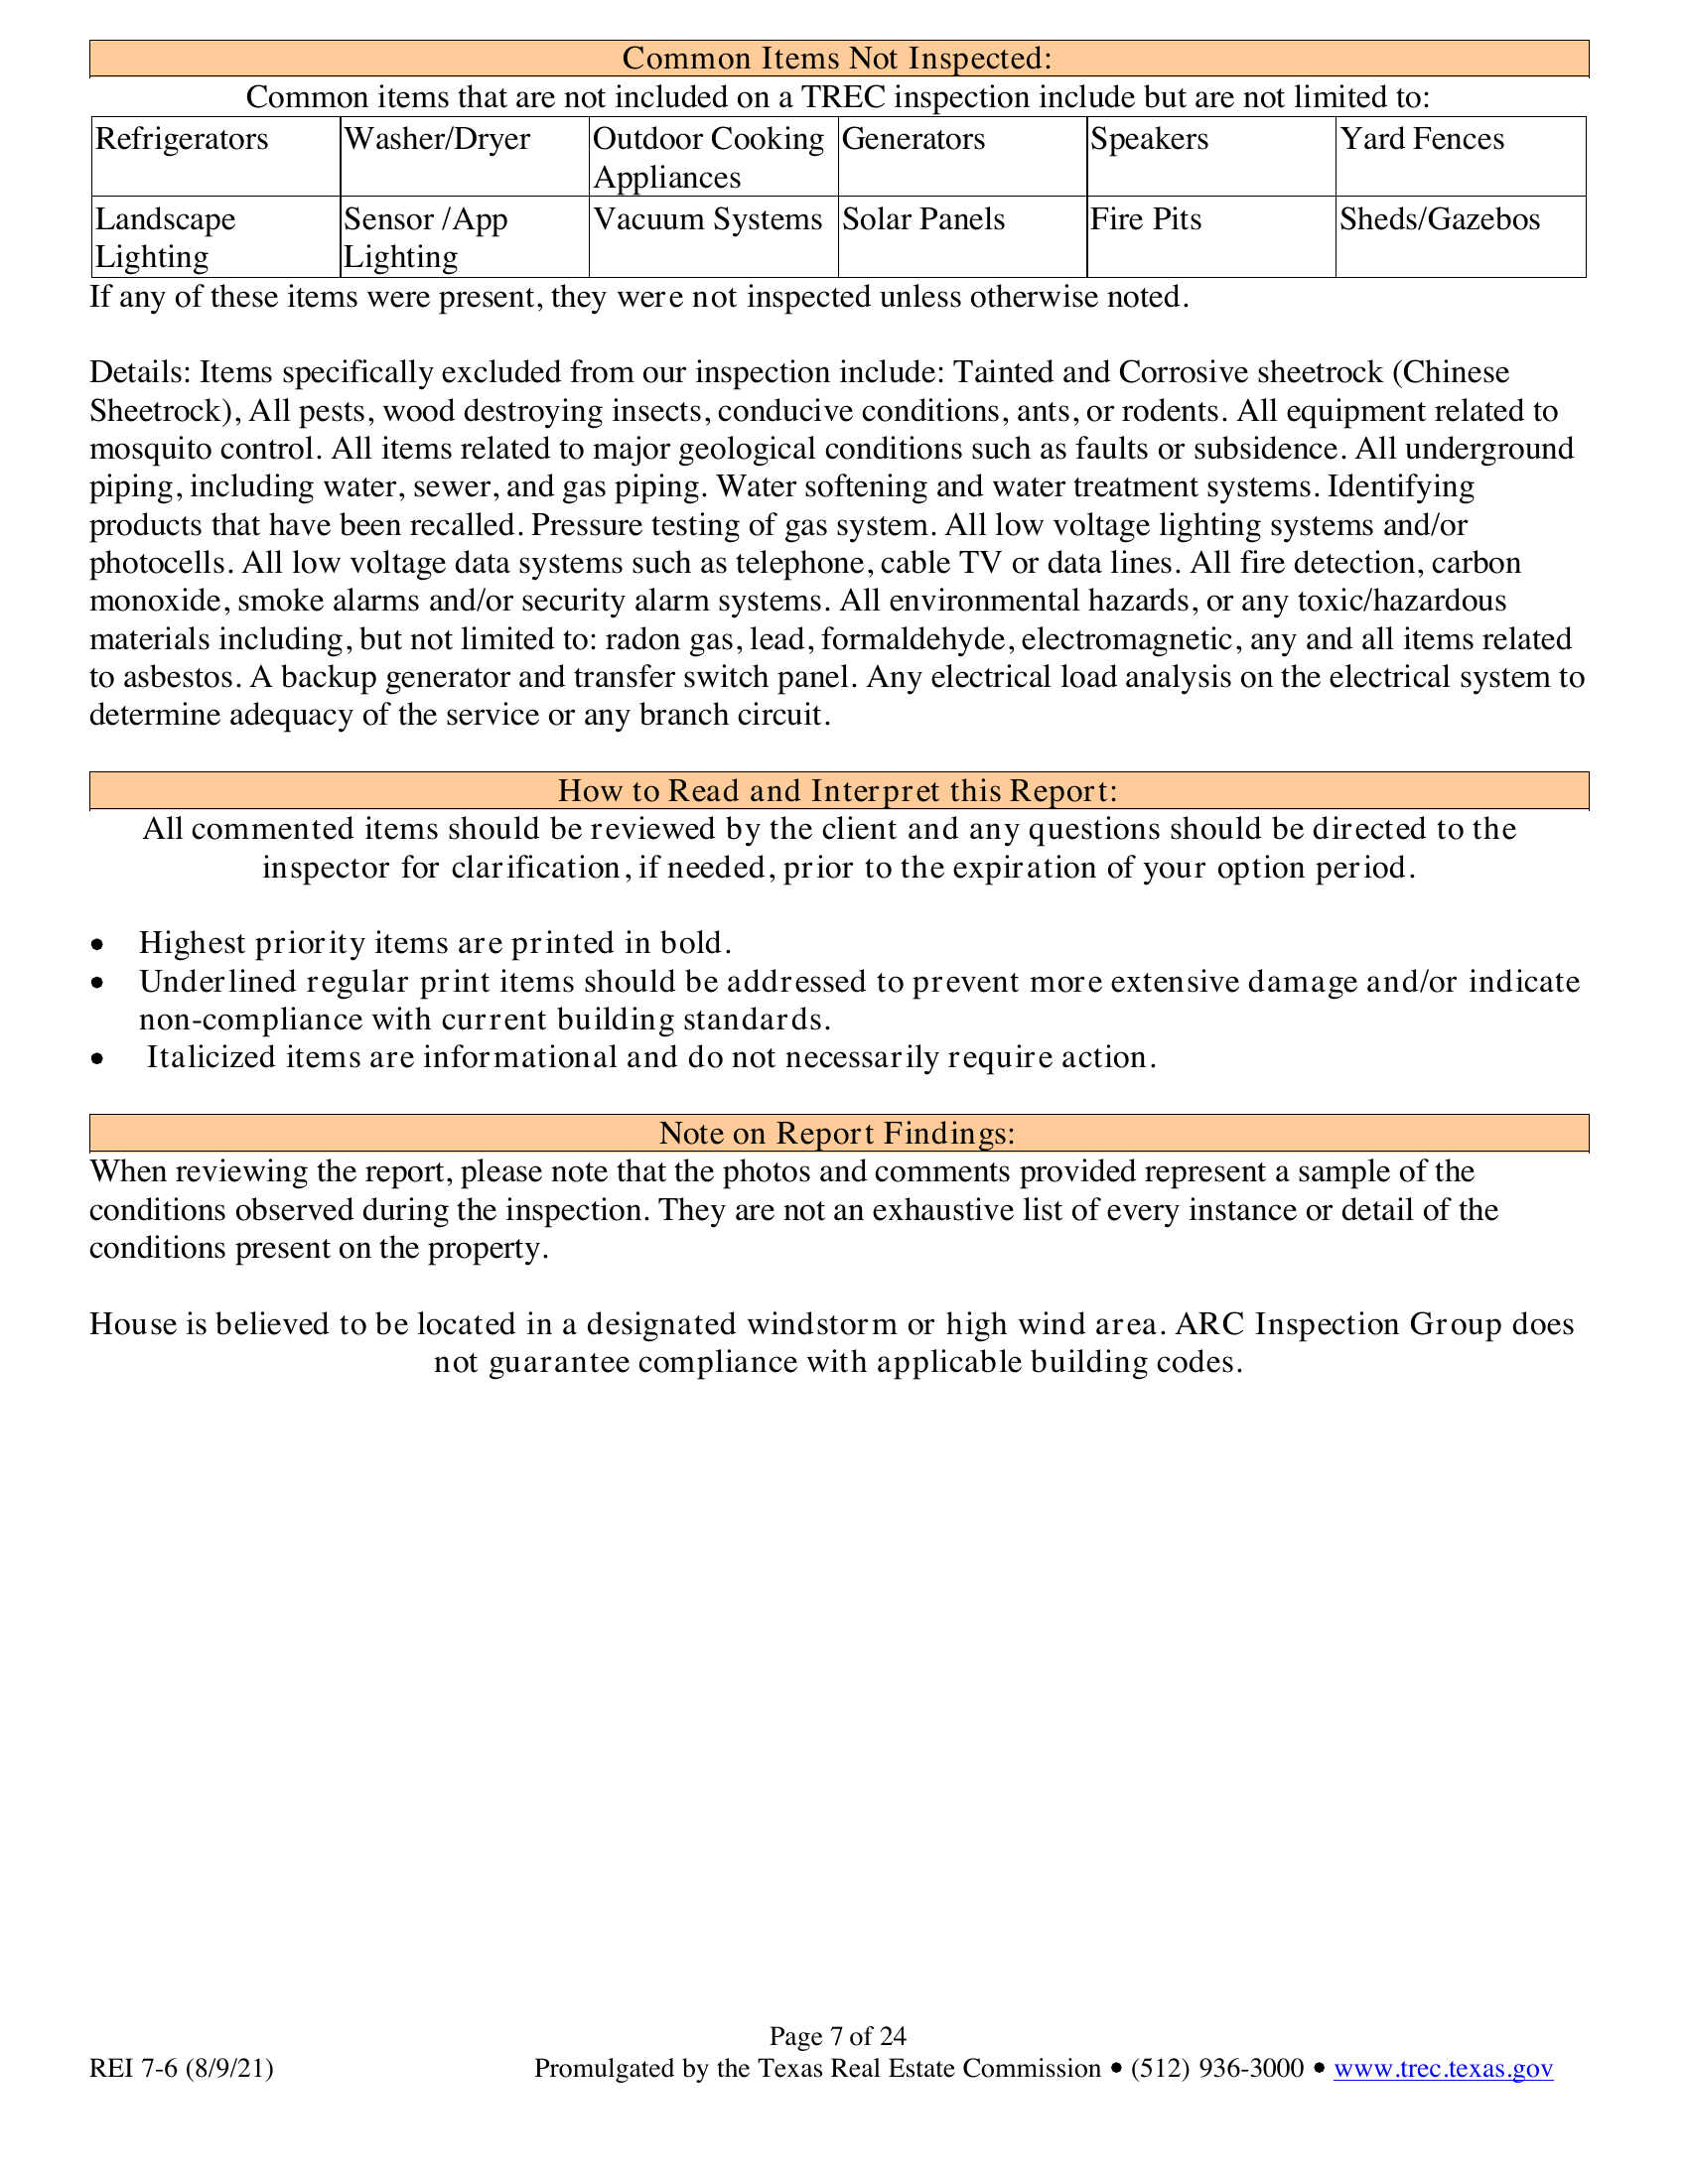 Common Items Not Inspected:
Common items that are not included on a TREC inspection include but are not limited to:
Refrigerators Washer/Dryer Outdoor Cooking Appliances Generators Speakers Yard Fences
Landscape Lighting Sensor /App Lighting Vacuum Systems Solar Panels Fire Pits Sheds/Gazebos
If any of these items were present, they were not inspected unless otherwise noted.
Details: Items specifically excluded from our inspection include: Tainted and Corrosive sheetrock (Chinese
Sheetrock), All pests, wood destroying insects, conducive conditions, ants, or rodents. All equipment related to
mosquito control. All items related to major geological conditions such as faults or subsidence. All underground
piping, including water, sewer, and gas piping. Water softening and water treatment systems. Identifying
products that have been recalled. Pressure testing of gas system. All low voltage lighting systems and/or
photocells. All low voltage data systems such as telephone, cable TV or data lines. All fire detection, carbon
monoxide, smoke alarms and/or security alarm systems. All environmental hazards, or any toxic/hazardous
materials including, but not limited to: radon gas, lead, formaldehyde, electromagnetic, any and all items related
to asbestos. A backup generator and transfer switch panel. Any electrical load analysis on the electrical system to
determine adequacy of the service or any branch circuit.
How to Read and Interpret this Report:
All commented items should be reviewed by the client and any questions should be directed to the
inspector for clarification, if needed, prior to the expiration of your option period.
• Highest priority items are printed in bold.
• Underlined regular print items should be addressed to prevent more extensive damage and/or indicate
non-compliance with current building standards.
• Italicized items are informational and do not necessarily require action.
Note on Report Findings:
When reviewing the report, please note that the photos and comments provided represent a sample of the
conditions observed during the inspection. They are not an exhaustive list of every instance or detail of the
conditions present on the property.
House is believed to be located in a designated windstorm or high wind area. ARC Inspection Group does
not guarantee compliance with applicable building codes.
Page 7 of 24
REI 7-6 (8/9/21) Promulgated by the Texas Real Estate Commission • (512) 936-3000 • www.trec.texas.gov